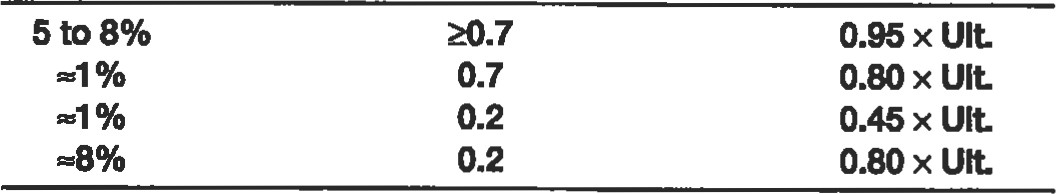 5 to 8% ≥0.7 0.95 × Ult.
≈1% 0.7 0.80 × Ult.
≈1% 0.2 0.45 × Ult.
≈8% 0.2 0.80 × Ult.